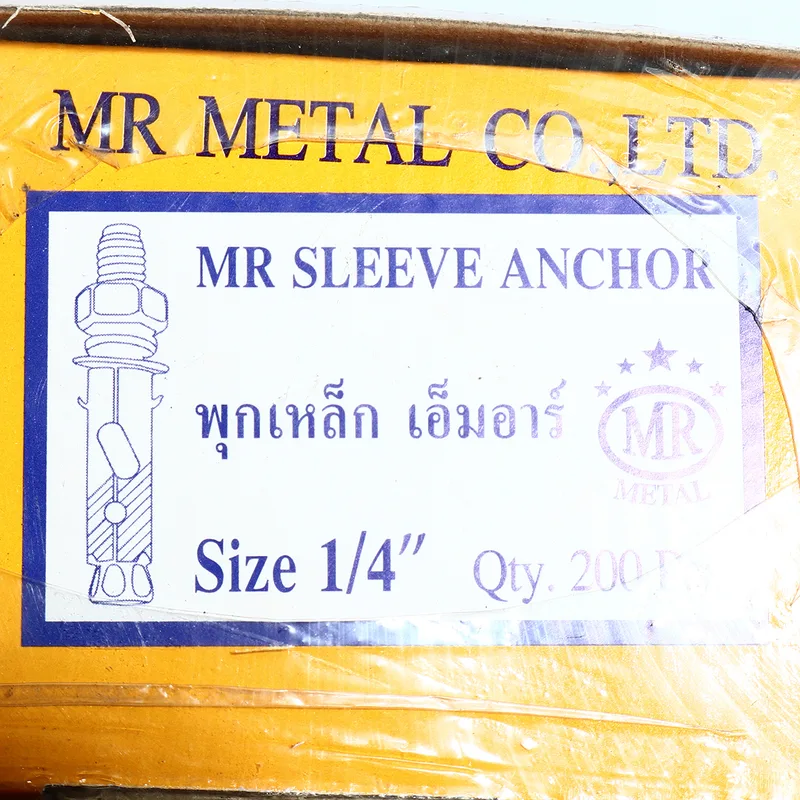 MR METAL CO.,LTD.
MR SLEEVE ANCHOR
พุกเหล็ก เอ็มอาร์
MR
METAL
Size 1/4" Qty. 200